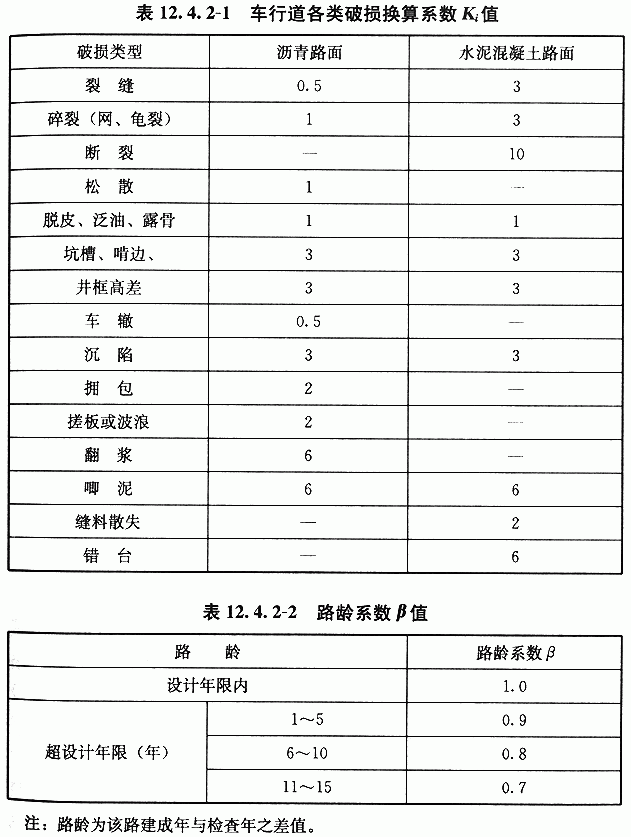 表 12.4.2-1 车行道各类破损换算系数 Ki 值
破损类型 沥青路面 水泥混凝土路面
裂 缝 0.5 3
碎裂（网、龟裂） 1 3
断 裂 — 10
松 散 1 —
脱皮、泛油、露骨 1 1
坑槽、啃边、 3 3
井框高差 3 3
车 辙 0.5 —
沉 陷 3 3
拥 包 2 —
搓板或波浪 2 —
翻 浆 6 —
唧 泥 6 6
缝料散失 — 2
错 台 — 6
表 12.4.2-2 路龄系数 β 值
路 龄 路龄系数 β
设计年限内 1.0
超设计年限（年） 1～5 0.9
6～10 0.8
11～15 0.7
注：路龄为该路建成年与检查年之差值。